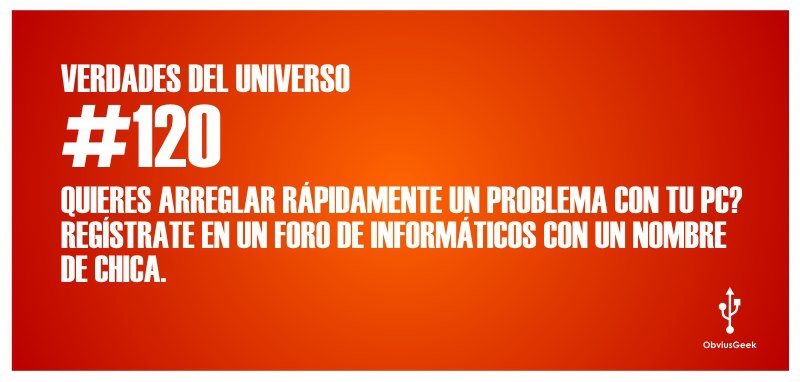 VERDADES DEL UNIVERSO
#120
QUIERES ARREGLAR RÁPIDAMENTE UN PROBLEMA CON TU PC?
REGÍSTRATE EN UN FORO DE INFORMÁTICOS CON UN NOMBRE
DE CHICA.
ObviusGeek